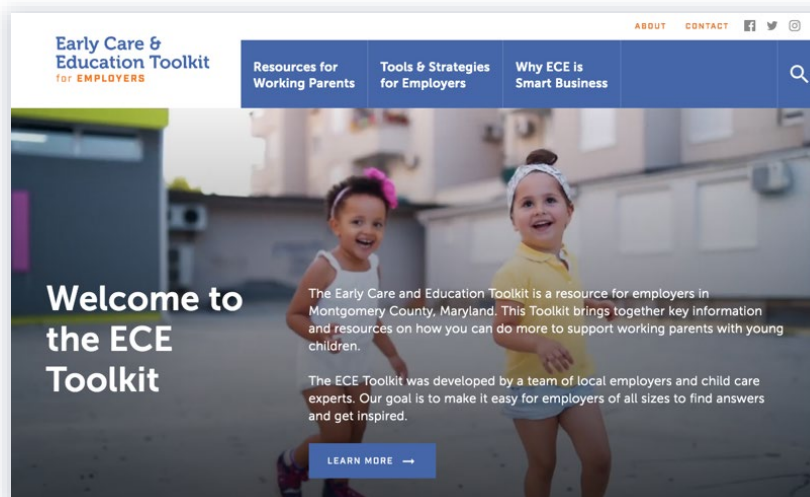 ABOUT CONTACT
Early Care &
Education Toolkit
for EMPLOYERS
Resources for
Working Parents
Tools & Strategies
for Employers
Why ECE is
Smart Business
Welcome to
the ECE
Toolkit
The Early Care and Education Toolkit is a resource for employers in
Montgomery County, Maryland. This Toolkit brings together key information
and resources on how you can do more to support working parents with young
children.
The ECE Toolkit was developed by a team of local employers and child care
experts. Our goal is to make it easy for employers of all sizes to find answers
and get inspired.
LEARN MORE →